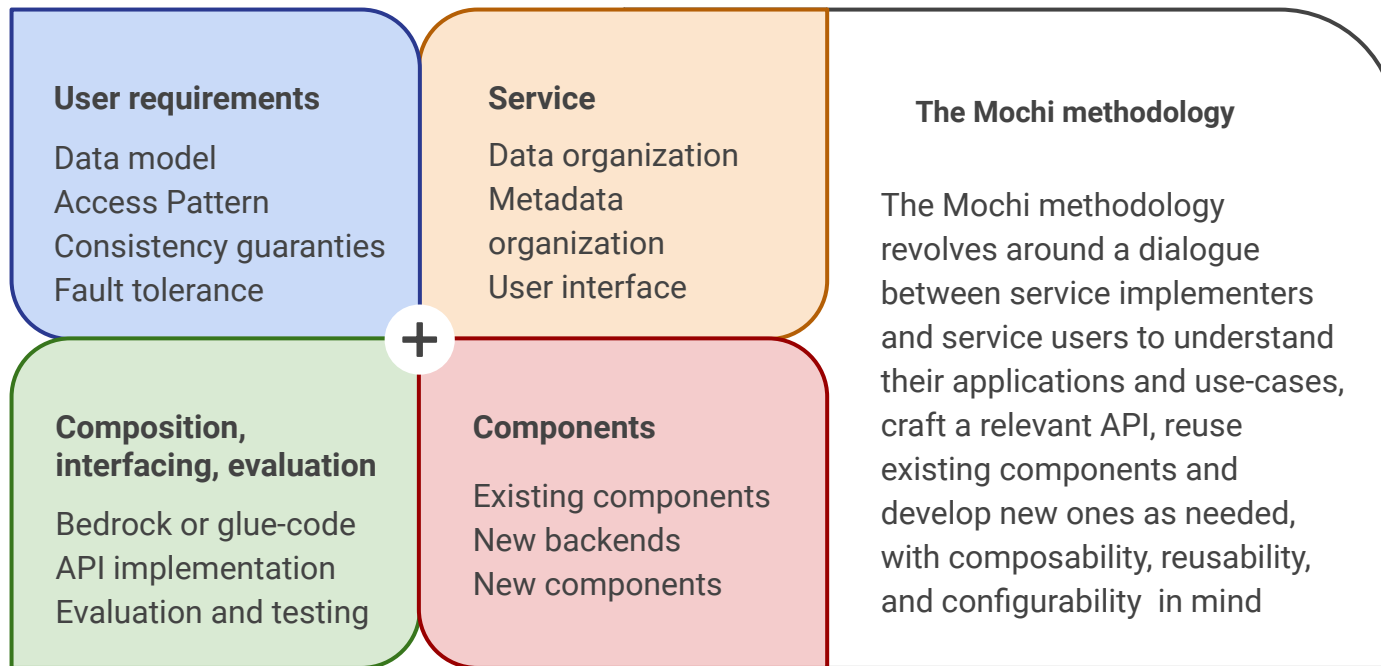 User requirements
Data model
Access Pattern
Consistency guaranties
Fault tolerance
Service
Data organization
Metadata
organization
User interface
Composition,
interfacing, evaluation
Bedrock or glue-code
API implementation
Evaluation and testing
Components
Existing components
New backends
New components
+
The Mochi methodology
The Mochi methodology
revolves around a dialogue
between service implementers
and service users to understand
their applications and use-cases,
craft a relevant API, reuse
existing components and
develop new ones as needed,
with composability, reusability,
and configurability  in mind